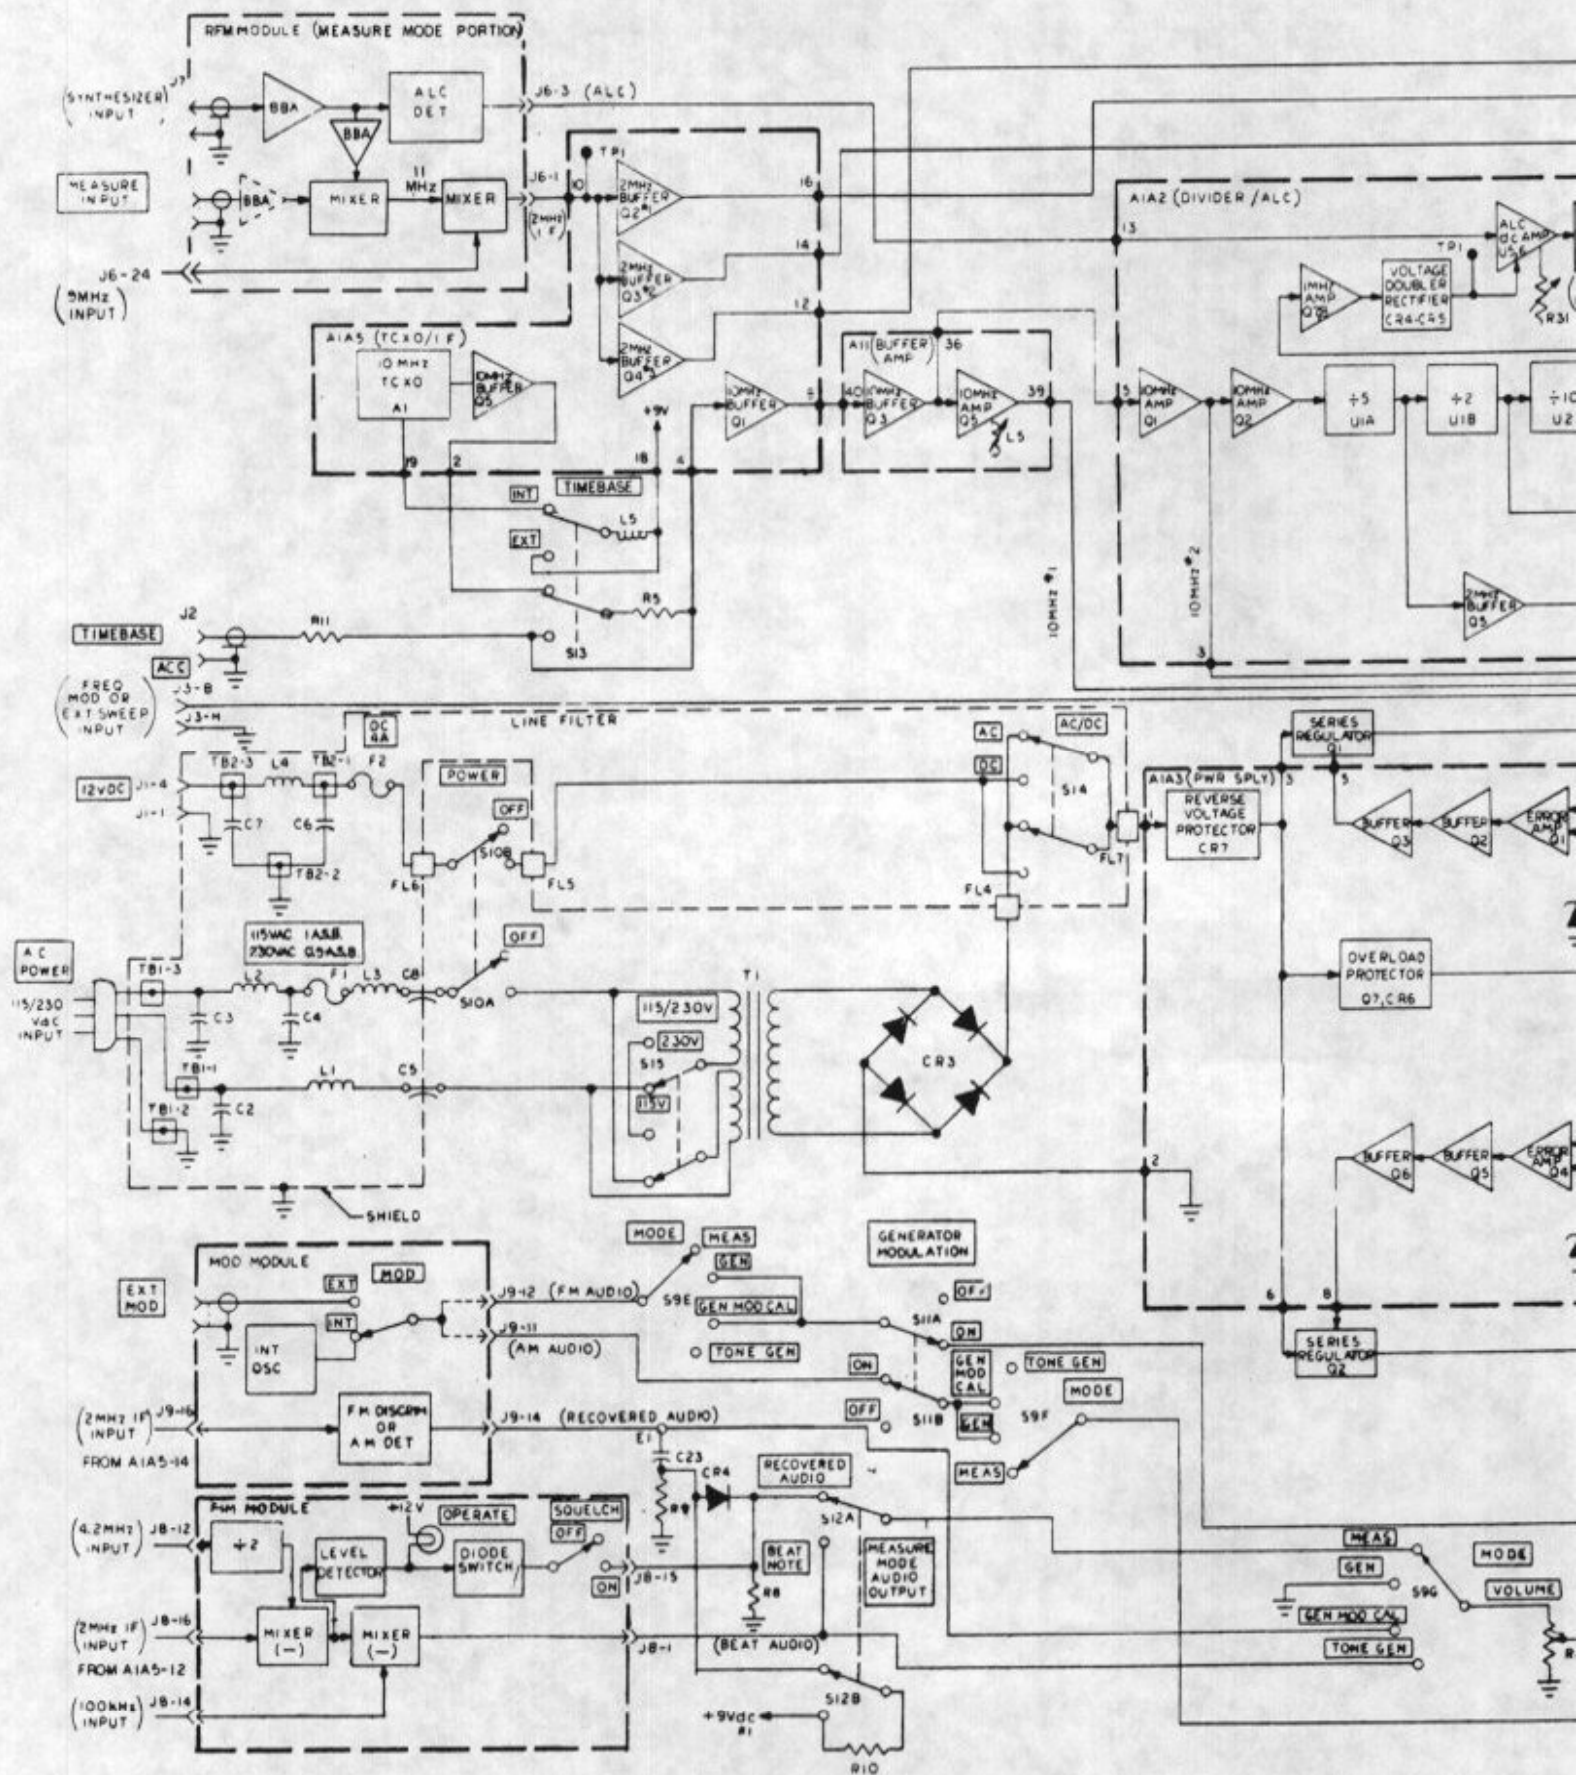 RFM MODULE (MEASURE MODE PORTION)
J7
(SYNTHESIZER INPUT)
BBA
ALC
DET
J6-3 (ALC)
BBA
MEASURE
INPUT
BBA
MIXER
11
MHz
MIXER
J6-1
(2MHz
IF)
J6-24
(9MHz
INPUT)
10
TP1
2MHz
BUFFER
Q2 #1
16
2MHz
BUFFER
Q3 #2
14
2MHz
BUFFER
Q4 #3
12
A1A5 (TCXO/IF)
10 MHz
TCXO
A1
10MHz
BUFFER
Q5
+9V
10MHz
BUFFER
Q1
19
2
18
4
A11 (BUFFER
AMP)
36
40
10MHz
BUFFER
Q3
10MHz
AMP
Q5
39
L5
A1A2 (DIVIDER/ALC)
13
ALC
dc AMP
TP1
1MHz
AMP
VOLTAGE
DOUBLER
RECTIFIER
CR4-CR5
R31
5
10MHz
AMP
Q1
10MHz
AMP
Q2
÷5
U1A
÷2
U1B
÷10
U2
2MHz
BUFFER
Q5
10MHz #1
10MHz #2
3
INT
TIMEBASE
L5
EXT
R5
S13
TIMEBASE
J2
R11
ACC
J3-B
(FREQ
MOD OR
EXT SWEEP
INPUT)
J3-H
LINE FILTER
DC
4A
F2
TB2-3
L4
TB2-1
12VDC
J1-4
J1-1
C7
C6
TB2-2
POWER
OFF
S10B
FL6
FL5
AC
DC
AC/DC
S14
FL7
FL4
A1A3 (PWR SPLY)
3
SERIES
REGULATOR
Q1
5
1
REVERSE
VOLTAGE
PROTECTOR
CR7
BUFFER
Q3
BUFFER
Q2
ERROR
AMP
Q1
OVERLOAD
PROTECTOR
Q7, CR6
BUFFER
Q6
BUFFER
Q5
ERROR
AMP
Q4
2
6
8
SERIES
REGULATOR
Q2
AC
POWER
115/230
VAC
INPUT
TB1-3
115VAC 1A S.B.
230VAC 0.5A S.B.
L2
F1
L3
C8
OFF
S10A
C3
C4
TB1-1
L1
C5
C2
TB1-2
SHIELD
T1
115/230V
230V
S15
115V
CR3
MOD MODULE
EXT
MOD
EXT
MOD
INT
INT
OSC
J9-12 (FM AUDIO)
J9-11
(AM AUDIO)
MODE
MEAS
GEN
S9E
GEN MOD CAL
TONE GEN
GENERATOR
MODULATION
OFF
S11A
ON
ON
GEN
MOD
CAL
TONE GEN
MODE
OFF
S11B
GEN
S9F
MEAS
J9-16
(2MHz IF
INPUT)
FROM A1A5-14
FM DISCRIM
OR
AM DET
J9-14 (RECOVERED AUDIO)
E1
C23
R9
CR4
RECOVERED
AUDIO
S12A
BEAT
NOTE
R8
MEASURE
MODE
AUDIO
OUTPUT
FIM MODULE
(4.2MHz
INPUT)
J8-12
÷2
+12V
OPERATE
SQUELCH
OFF
ON
LEVEL
DETECTOR
DIODE
SWITCH
J8-15
(2MHz IF
INPUT)
J8-16
FROM A1A5-12
MIXER
(-)
MIXER
(-)
J8-1
(BEAT AUDIO)
(100kHz
INPUT)
J8-14
S12B
+9Vdc
#1
R10
MEAS
GEN
MODE
S9G
VOLUME
GEN MOD CAL
TONE GEN